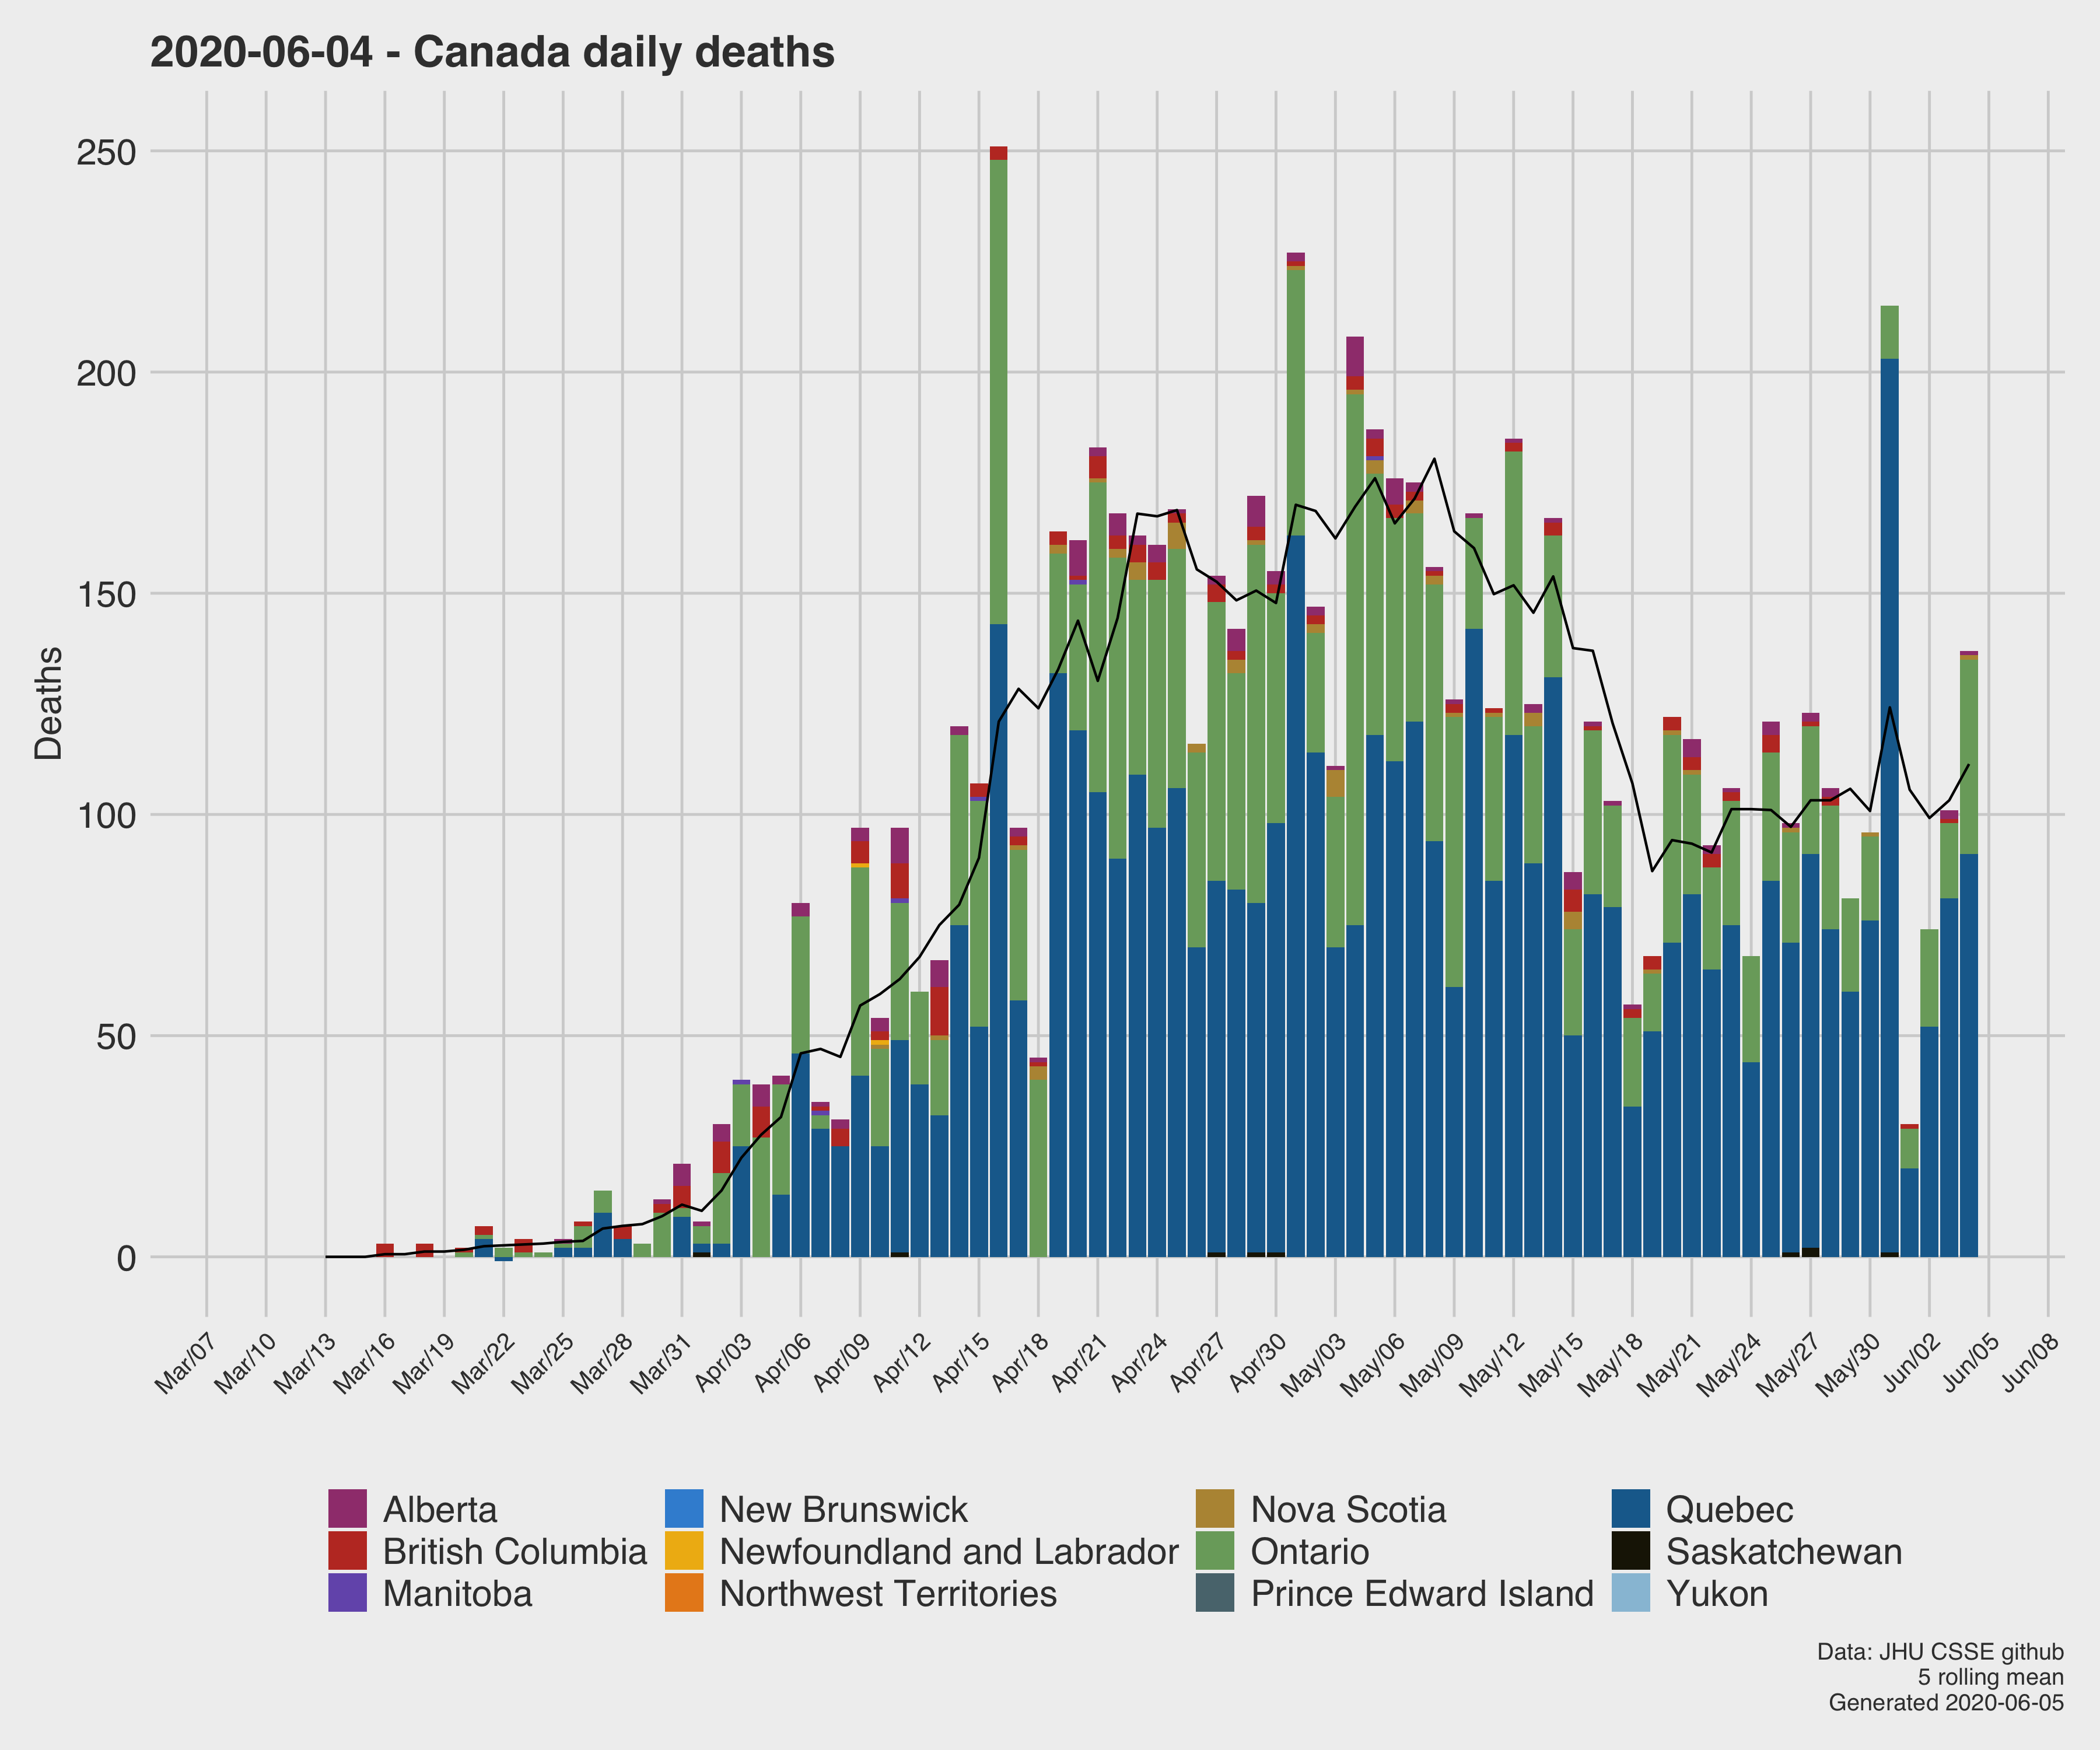 2020-06-04 - Canada daily deaths
Deaths
250
200
150
100
50
0
Mar/07
Mar/10
Mar/13
Mar/16
Mar/19
Mar/22
Mar/25
Mar/28
Mar/31
Apr/03
Apr/06
Apr/09
Apr/12
Apr/15
Apr/18
Apr/21
Apr/24
Apr/27
Apr/30
May/03
May/06
May/09
May/12
May/15
May/18
May/21
May/24
May/27
May/30
Jun/02
Jun/05
Jun/08
Alberta
New Brunswick
Nova Scotia
Quebec
British Columbia
Newfoundland and Labrador
Ontario
Saskatchewan
Manitoba
Northwest Territories
Prince Edward Island
Yukon
Data: JHU CSSE github
5 rolling mean
Generated 2020-06-05